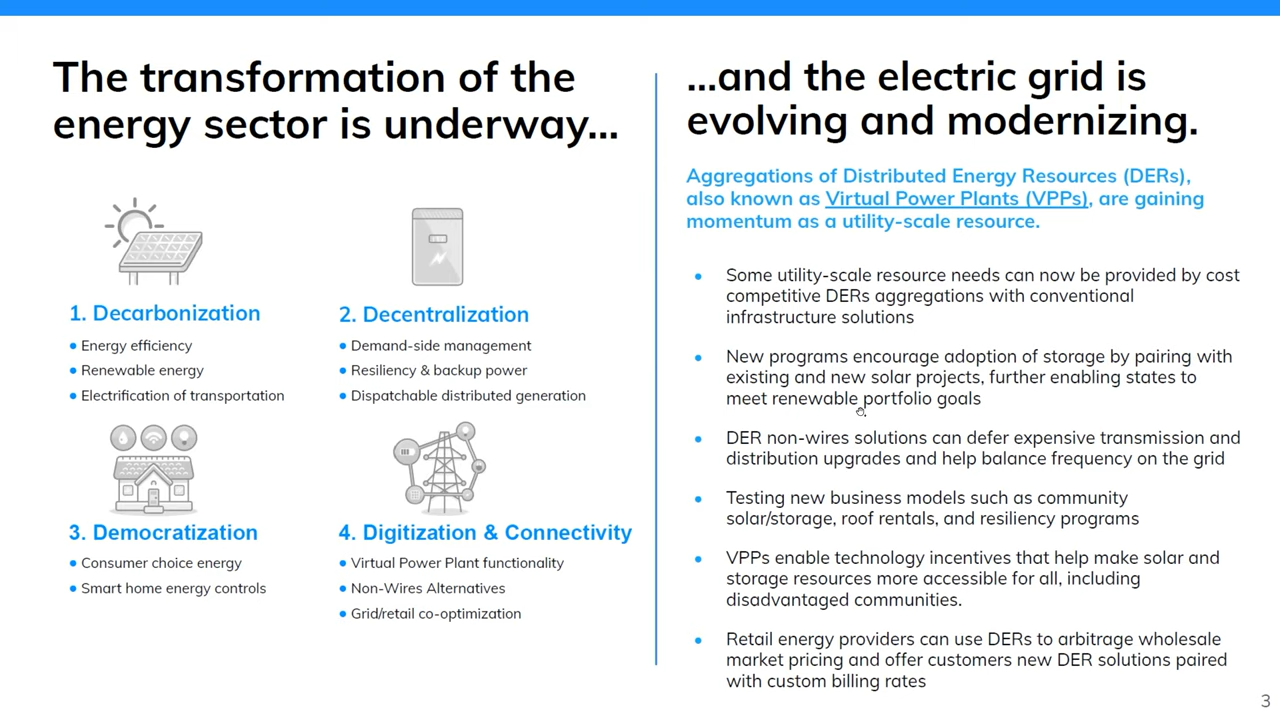 The transformation of the
energy sector is underway...
1. Decarbonization
● Energy efficiency
● Renewable energy
● Electrification of transportation
2. Decentralization
● Demand-side management
● Resiliency & backup power
● Dispatchable distributed generation
3. Democratization
● Consumer choice energy
● Smart home energy controls
4. Digitization & Connectivity
● Virtual Power Plant functionality
● Non-Wires Alternatives
● Grid/retail co-optimization
...and the electric grid is
evolving and modernizing.
Aggregations of Distributed Energy Resources (DERs),
also known as Virtual Power Plants (VPPs), are gaining
momentum as a utility-scale resource.
● Some utility-scale resource needs can now be provided by cost
competitive DERs aggregations with conventional
infrastructure solutions
● New programs encourage adoption of storage by pairing with
existing and new solar projects, further enabling states to
meet renewable portfolio goals
● DER non-wires solutions can defer expensive transmission and
distribution upgrades and help balance frequency on the grid
● Testing new business models such as community
solar/storage, roof rentals, and resiliency programs
● VPPs enable technology incentives that help make solar and
storage resources more accessible for all, including
disadvantaged communities.
● Retail energy providers can use DERs to arbitrage wholesale
market pricing and offer customers new DER solutions paired
with custom billing rates
3